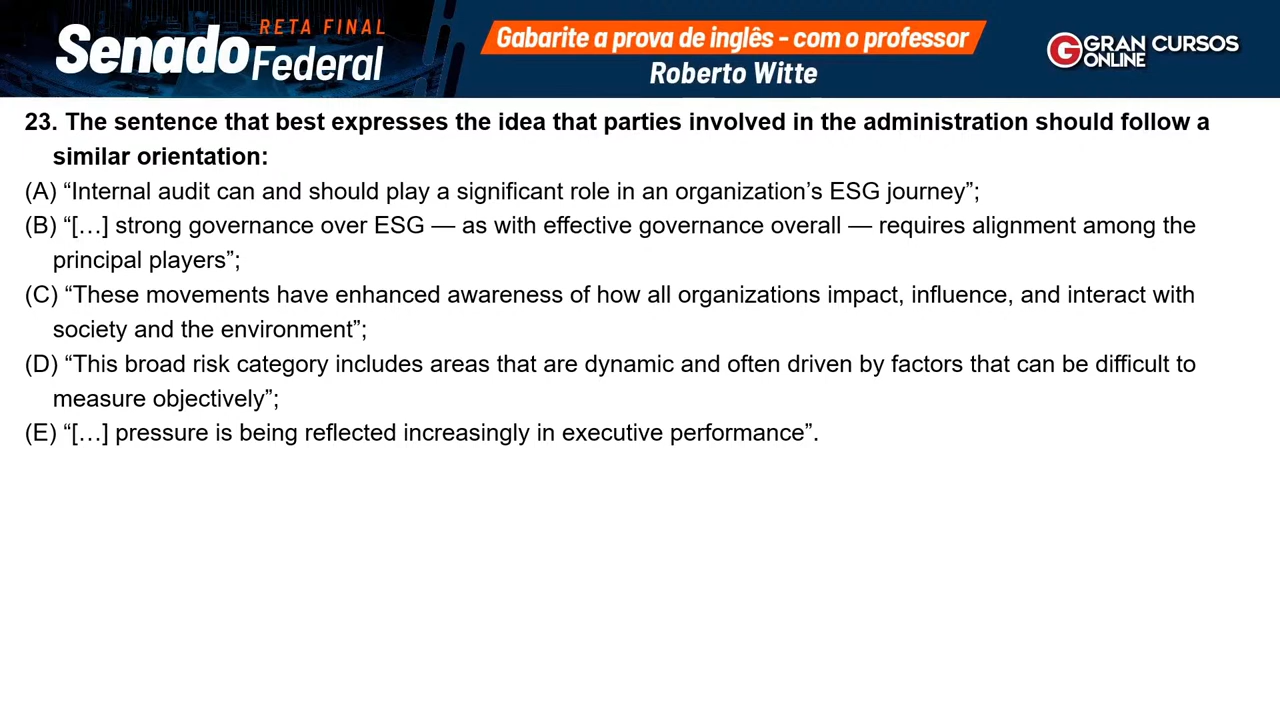 RETA FINAL
Senado Federal
Gabarite a prova de inglês - com o professor
Roberto Witte
G GRAN CURSOS
ONLINE
23. The sentence that best expresses the idea that parties involved in the administration should follow a
similar orientation:
(A) “Internal audit can and should play a significant role in an organization’s ESG journey”;
(B) “[…] strong governance over ESG — as with effective governance overall — requires alignment among the
principal players”;
(C) “These movements have enhanced awareness of how all organizations impact, influence, and interact with
society and the environment”;
(D) “This broad risk category includes areas that are dynamic and often driven by factors that can be difficult to
measure objectively”;
(E) “[…] pressure is being reflected increasingly in executive performance”.